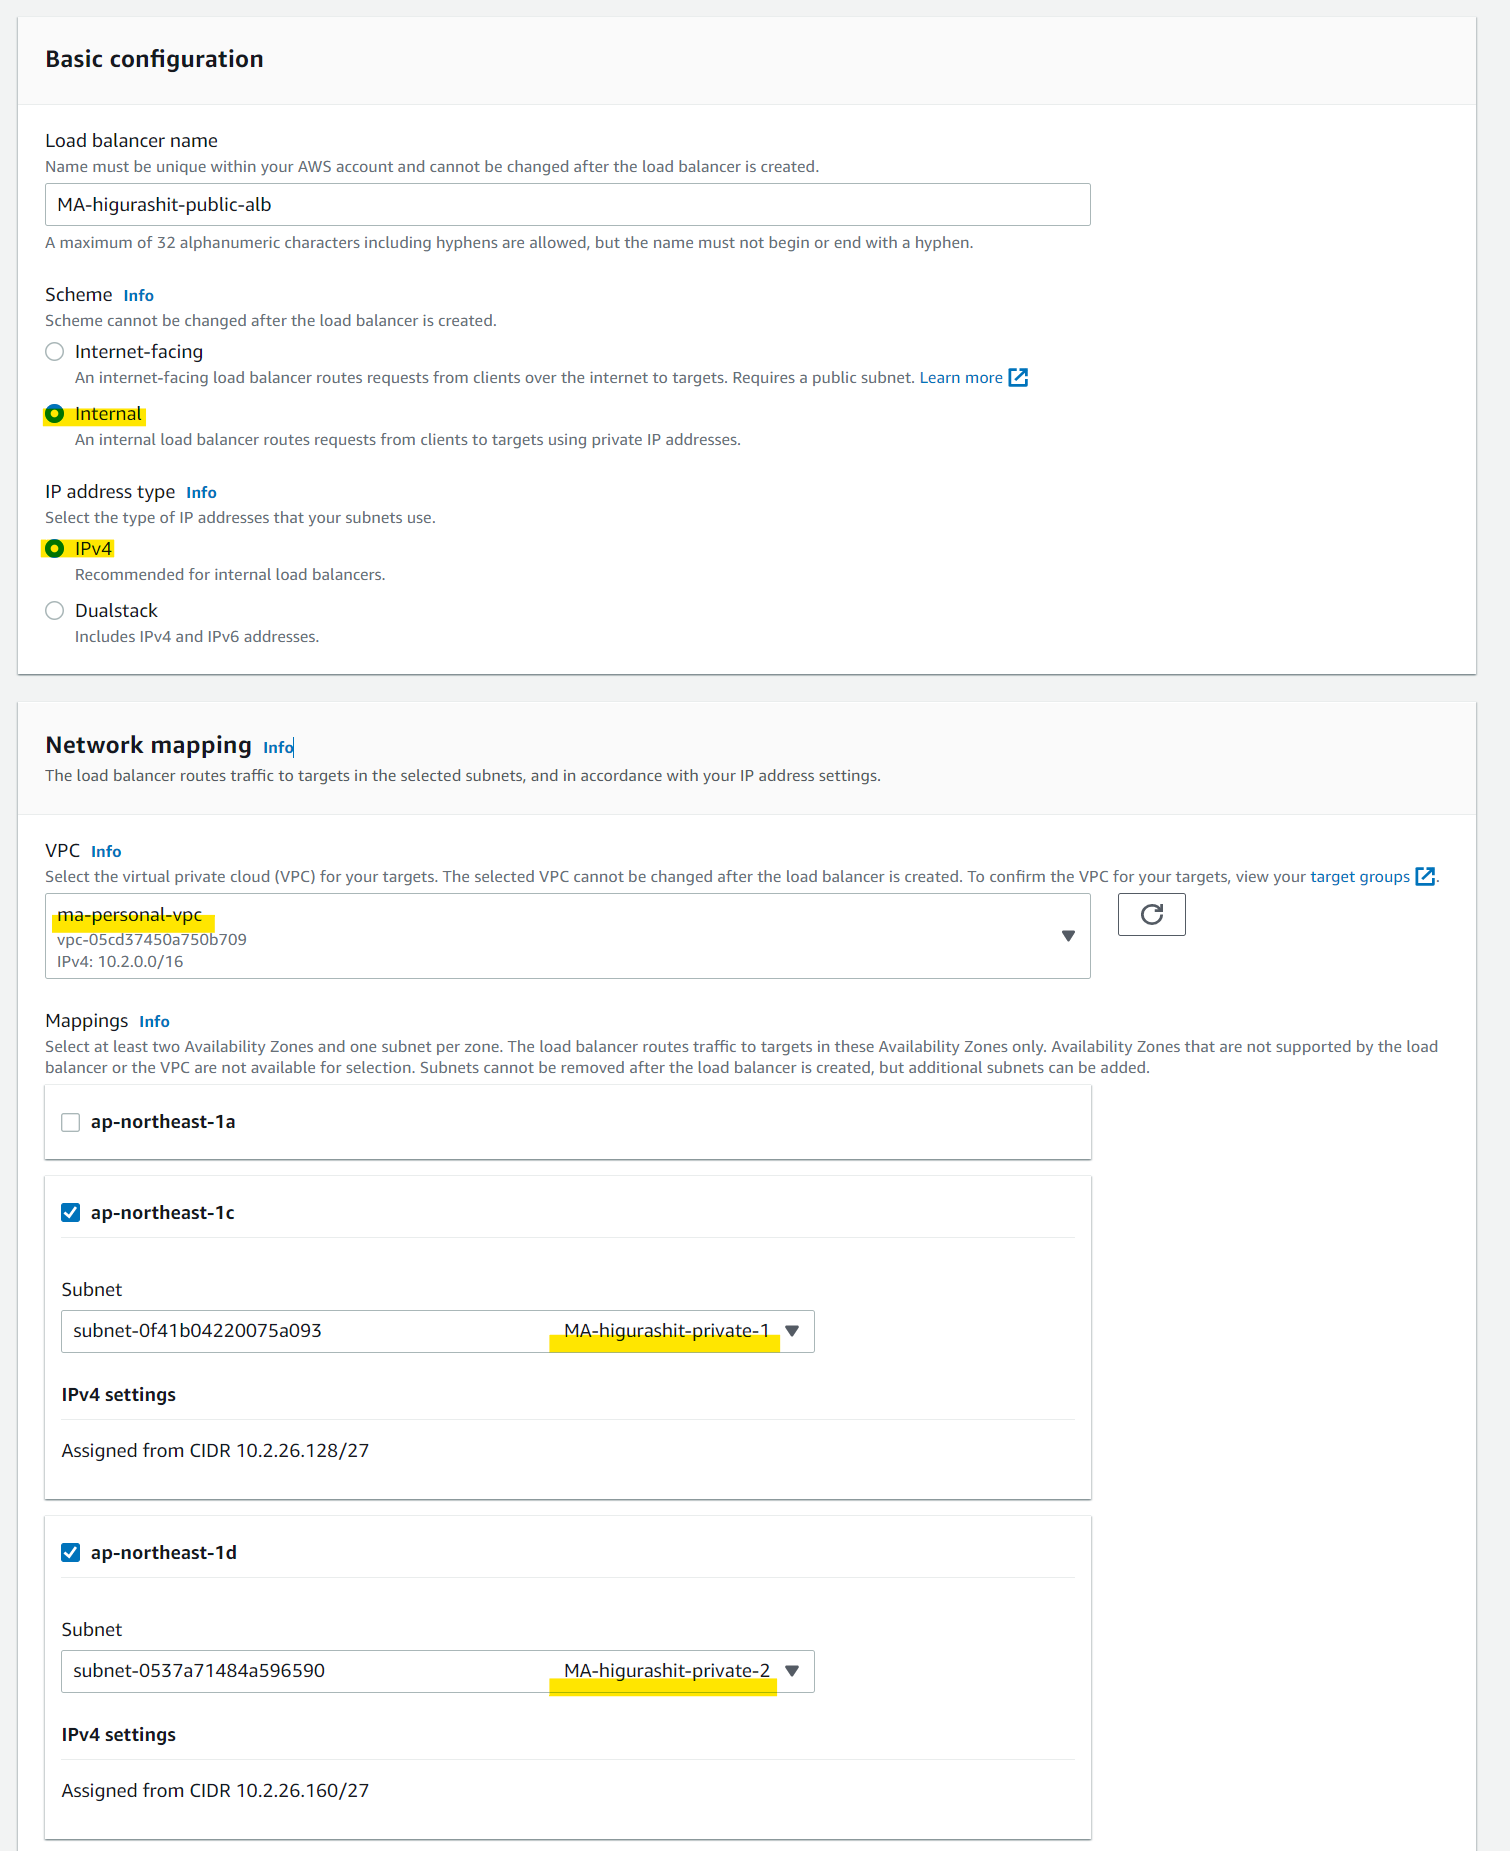 Basic configuration
Load balancer name
Name must be unique within your AWS account and cannot be changed after the load balancer is created.
MA-higurashit-public-alb
A maximum of 32 alphanumeric characters including hyphens are allowed, but the name must not begin or end with a hyphen.
Scheme Info
Scheme cannot be changed after the load balancer is created.
Internet-facing
An internet-facing load balancer routes requests from clients over the internet to targets. Requires a public subnet. Learn more
Internal
An internal load balancer routes requests from clients to targets using private IP addresses.
IP address type Info
Select the type of IP addresses that your subnets use.
IPv4
Recommended for internal load balancers.
Dualstack
Includes IPv4 and IPv6 addresses.
Network mapping Info
The load balancer routes traffic to targets in the selected subnets, and in accordance with your IP address settings.
VPC Info
Select the virtual private cloud (VPC) for your targets. The selected VPC cannot be changed after the load balancer is created. To confirm the VPC for your targets, view your target groups.
ma-personal-vpc
vpc-05cd37450a750b709
IPv4: 10.2.0.0/16
Mappings Info
Select at least two Availability Zones and one subnet per zone. The load balancer routes traffic to targets in these Availability Zones only. Availability Zones that are not supported by the load
balancer or the VPC are not available for selection. Subnets cannot be removed after the load balancer is created, but additional subnets can be added.
ap-northeast-1a
ap-northeast-1c
Subnet
subnet-0f41b04220075a093 MA-higurashit-private-1
IPv4 settings
Assigned from CIDR 10.2.26.128/27
ap-northeast-1d
Subnet
subnet-0537a71484a596590 MA-higurashit-private-2
IPv4 settings
Assigned from CIDR 10.2.26.160/27